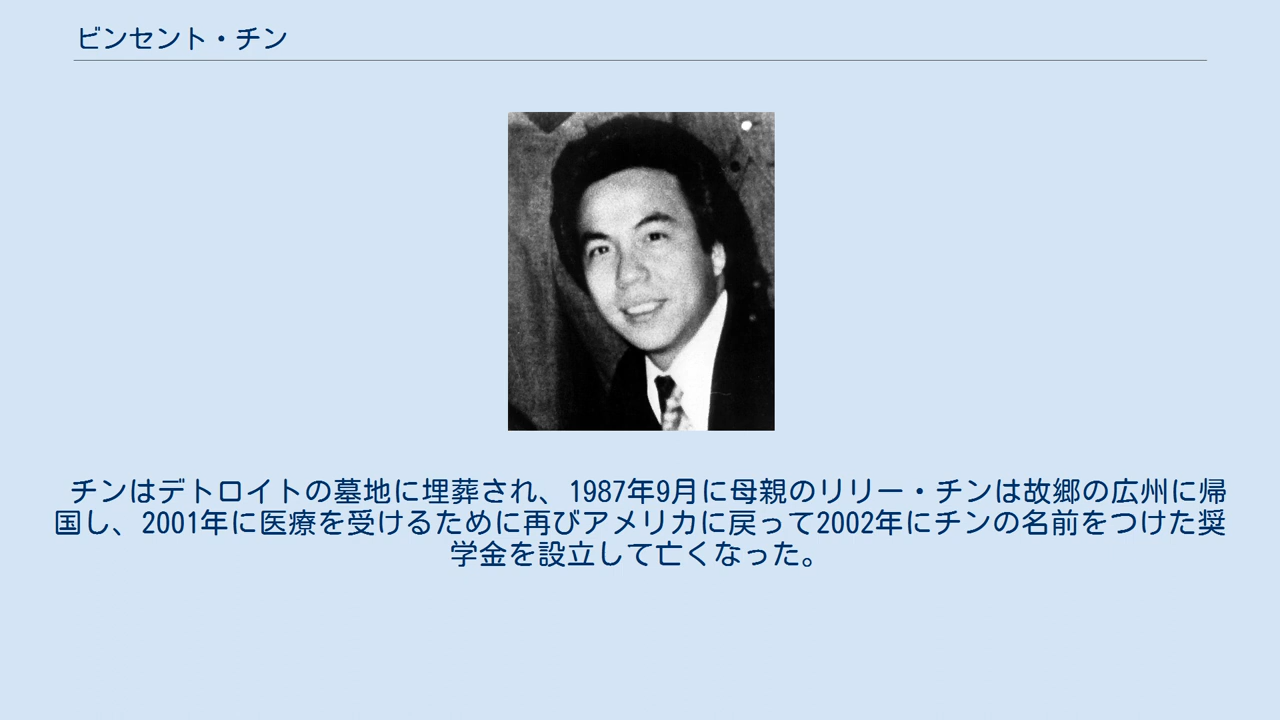 ビンセント・チン
チンはデトロイトの墓地に埋葬され、1987年9月に母親のリリー・チンは故郷の広州に帰
国し、2001年に医療を受けるために再びアメリカに戻って2002年にチンの名前をつけた奨
学金を設立して亡くなった。